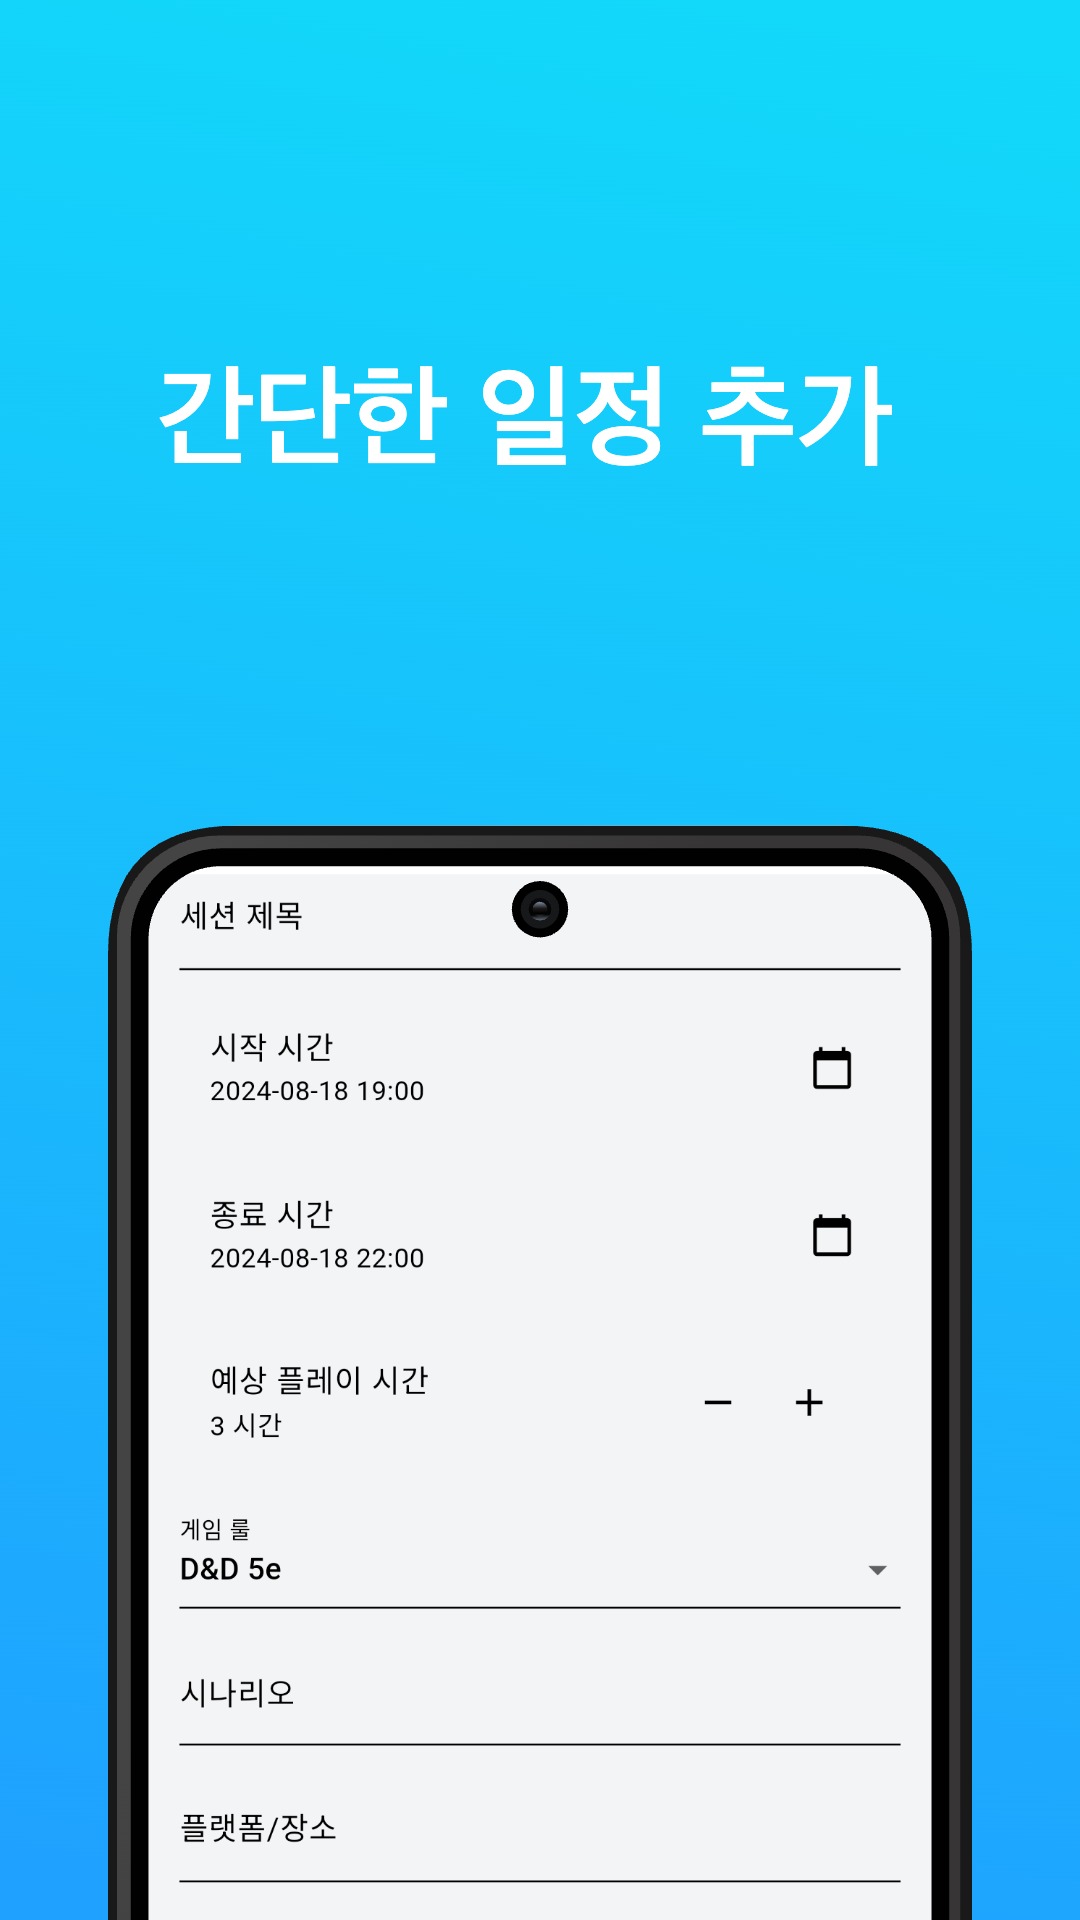 간단한 일정 추가
세션 제목
시작 시간
2024-08-18 19:00
종료 시간
2024-08-18 22:00
예상 플레이 시간
3 시간
게임 룰
D&D 5e
시나리오
플랫폼/장소